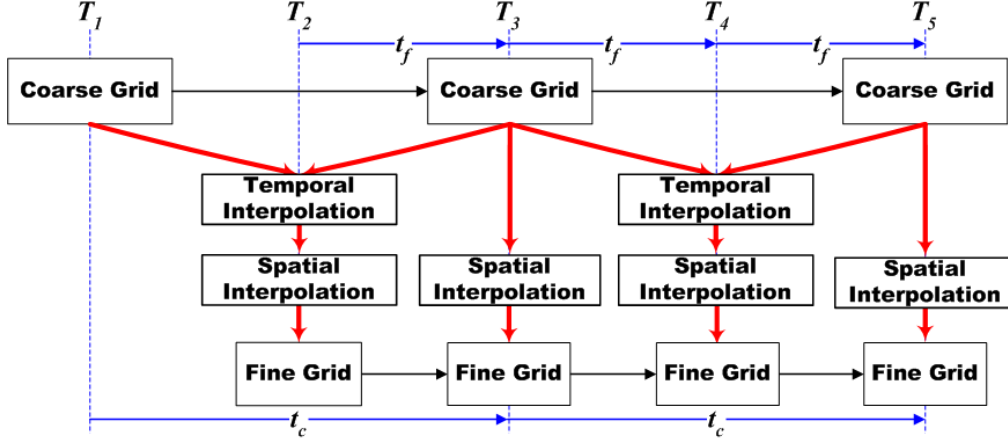 T1 T2 T3 T4 T5
tf tf tf
Coarse Grid Coarse Grid Coarse Grid
Temporal Temporal
Interpolation Interpolation
Spatial Spatial Spatial Spatial
Interpolation Interpolation Interpolation Interpolation
Fine Grid Fine Grid Fine Grid Fine Grid
tc tc